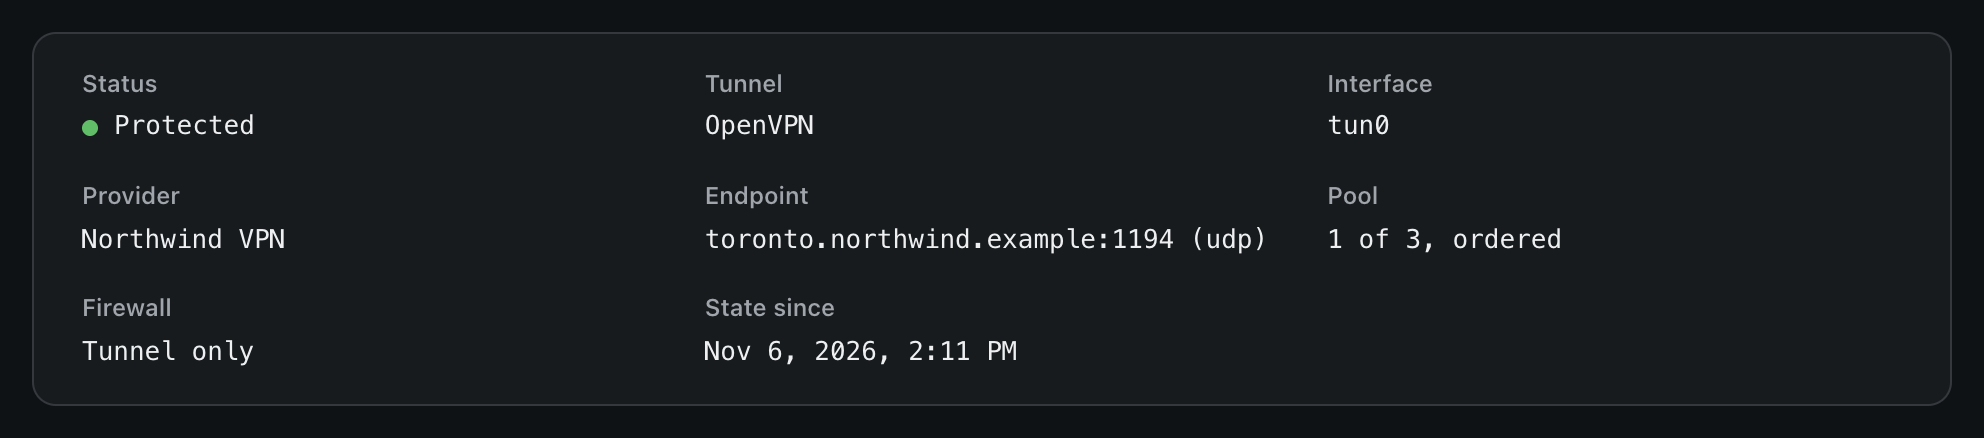 Status
Protected
Tunnel
OpenVPN
Interface
tun0
Provider
Northwind VPN
Endpoint
toronto.northwind.example:1194 (udp)
Pool
1 of 3, ordered
Firewall
Tunnel only
State since
Nov 6, 2026, 2:11 PM